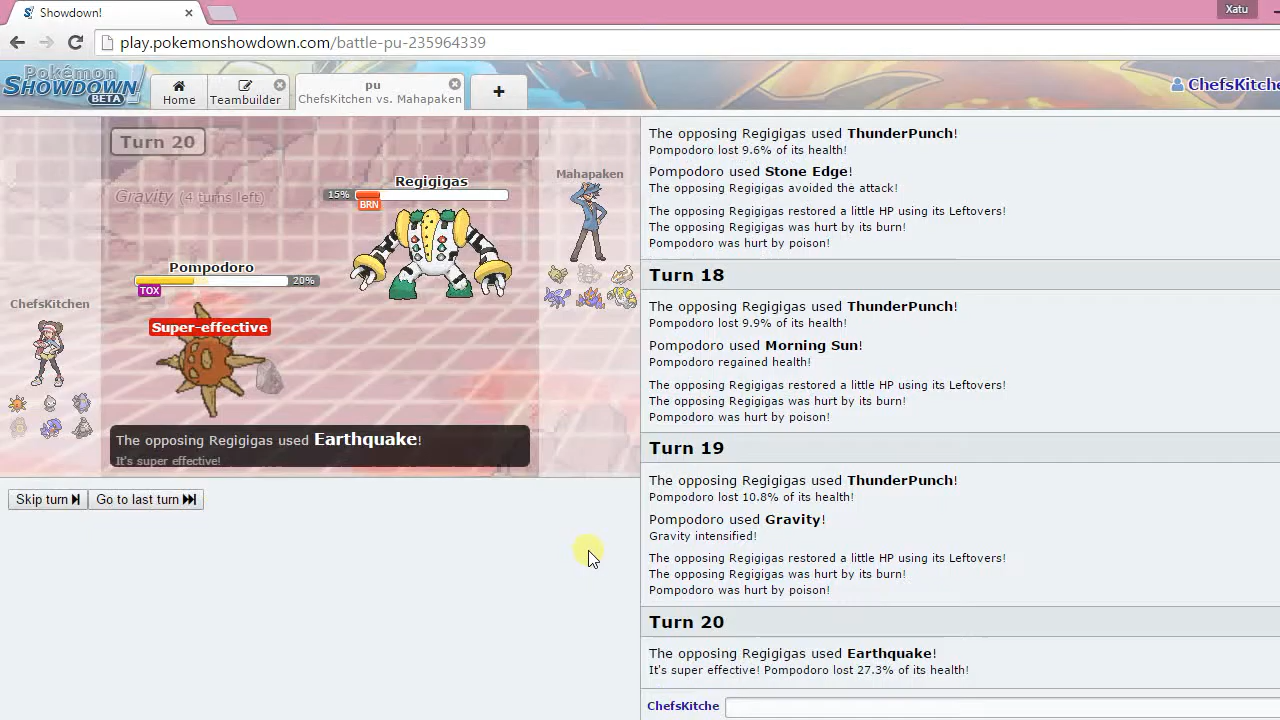 Showdown!
Xatu
play.pokemonshowdown.com/battle-pu-235964339
Pokémon
SHOWDOWN!
BETA
Home
Teambuilder
pu
ChefsKitchen vs. Mahapaken
+
ChefsKitche
Turn 20
Gravity (4 turns left)
Regigigas
15%
BRN
Mahapaken
Pompodoro
20%
TOX
ChefsKitchen
Super-effective
The opposing Regigigas used Earthquake!
It's super effective!
Skip turn
Go to last turn
The opposing Regigigas used ThunderPunch!
Pompodoro lost 9.6% of its health!
Pompodoro used Stone Edge!
The opposing Regigigas avoided the attack!
The opposing Regigigas restored a little HP using its Leftovers!
The opposing Regigigas was hurt by its burn!
Pompodoro was hurt by poison!
Turn 18
The opposing Regigigas used ThunderPunch!
Pompodoro lost 9.9% of its health!
Pompodoro used Morning Sun!
Pompodoro regained health!
The opposing Regigigas restored a little HP using its Leftovers!
The opposing Regigigas was hurt by its burn!
Pompodoro was hurt by poison!
Turn 19
The opposing Regigigas used ThunderPunch!
Pompodoro lost 10.8% of its health!
Pompodoro used Gravity!
Gravity intensified!
The opposing Regigigas restored a little HP using its Leftovers!
The opposing Regigigas was hurt by its burn!
Pompodoro was hurt by poison!
Turn 20
The opposing Regigigas used Earthquake!
It's super effective! Pompodoro lost 27.3% of its health!
ChefsKitche